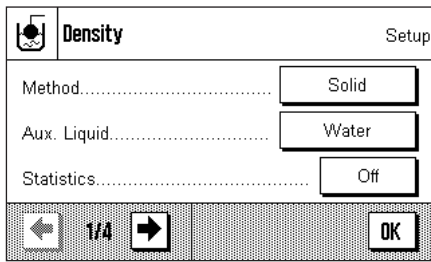 Density Setup
Method................................ Solid
Aux. Liquid........................... Water
Statistics.................................... Off
1/4 OK